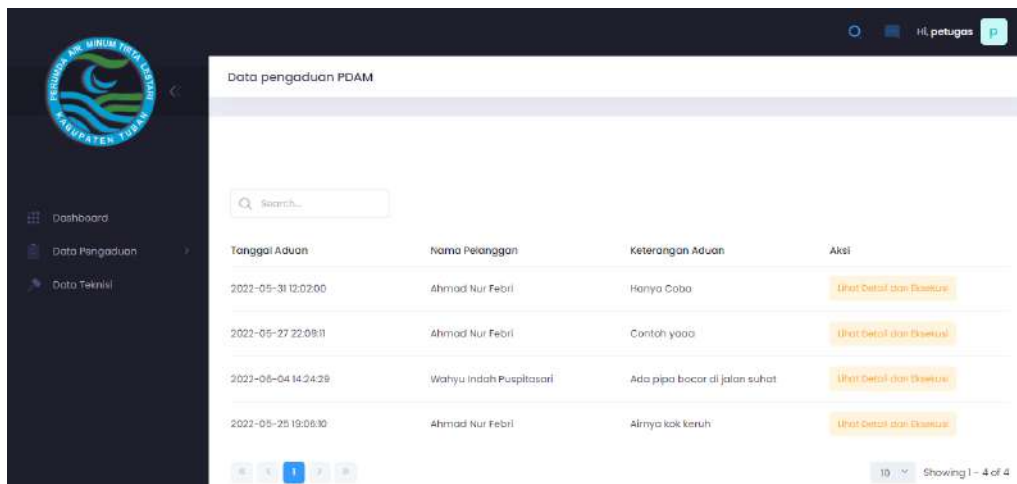 Hi, petugas P
PERUMDA AIR MINUM TIRTA LESTARI
KABUPATEN TUBAN
Data pengaduan PDAM
Search...
Dashboard
Data Pengaduan
Data Teknisi
Tanggal Aduan Nama Pelanggan Keterangan Aduan Aksi
2022-05-31 12:02:00 Ahmad Nur Febri Hanya Coba Lihat Detail dan Eksekusi
2022-05-27 22:09:11 Ahmad Nur Febri Contoh yaaa Lihat Detail dan Eksekusi
2022-06-04 14:24:29 Wahyu Indah Puspitasari Ada pipa bocor di jalan suhat Lihat Detail dan Eksekusi
2022-05-25 19:06:10 Ahmad Nur Febri Airnya kok keruh Lihat Detail dan Eksekusi
1
10 Showing 1 - 4 of 4